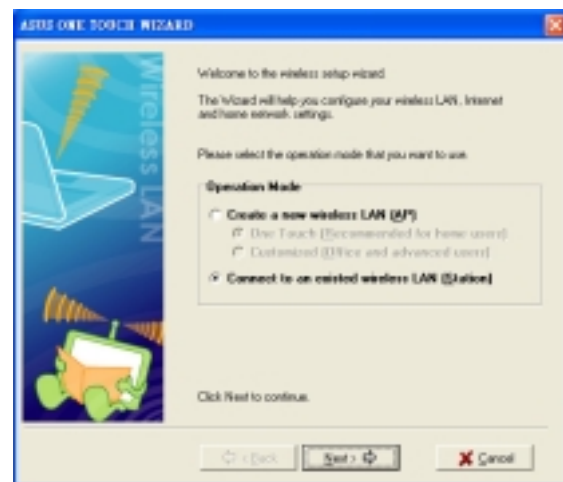 ASUS ONE TOUCH WIZARD
Wireless LAN
Welcome to the wireless setup wizard.
The Wizard will help you configure your wireless LAN, Internet
and home network settings.
Please select the operation mode that you want to use.
Operation Mode
Create a new wireless LAN (AP)
One Touch (Recommended for home users)
Customized (Office and advanced users)
Connect to an existed wireless LAN (Station)
Click Next to continue.
< Back
Next >
Cancel